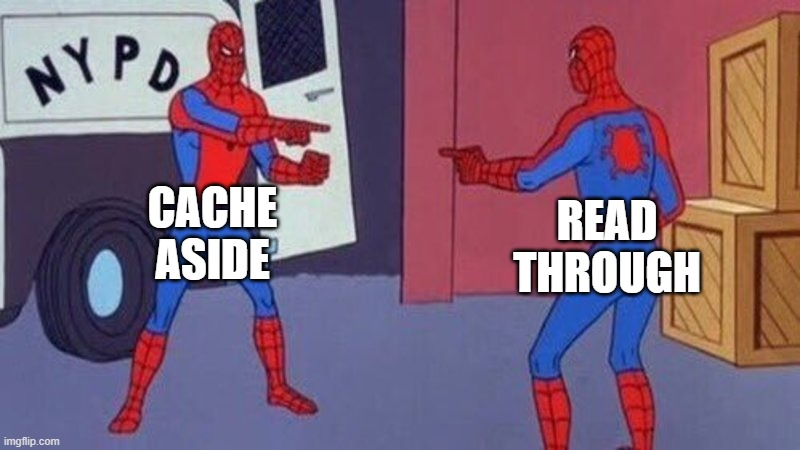 NYPD
CACHE
ASIDE
READ
THROUGH
imgflip.com